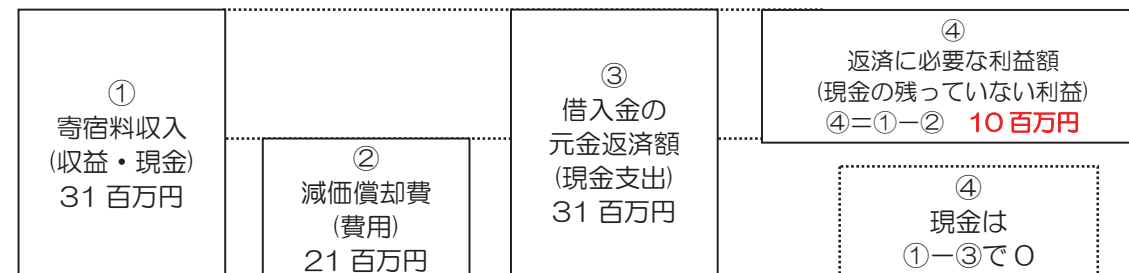 ①
寄宿料収入
(収益・現金)
31 百万円
②
減価償却費
(費用)
21 百万円
③
借入金の
元金返済額
(現金支出)
31 百万円
④
返済に必要な利益額
(現金の残っていない利益)
④＝①－② 10 百万円
④
現金は
①－③で 0